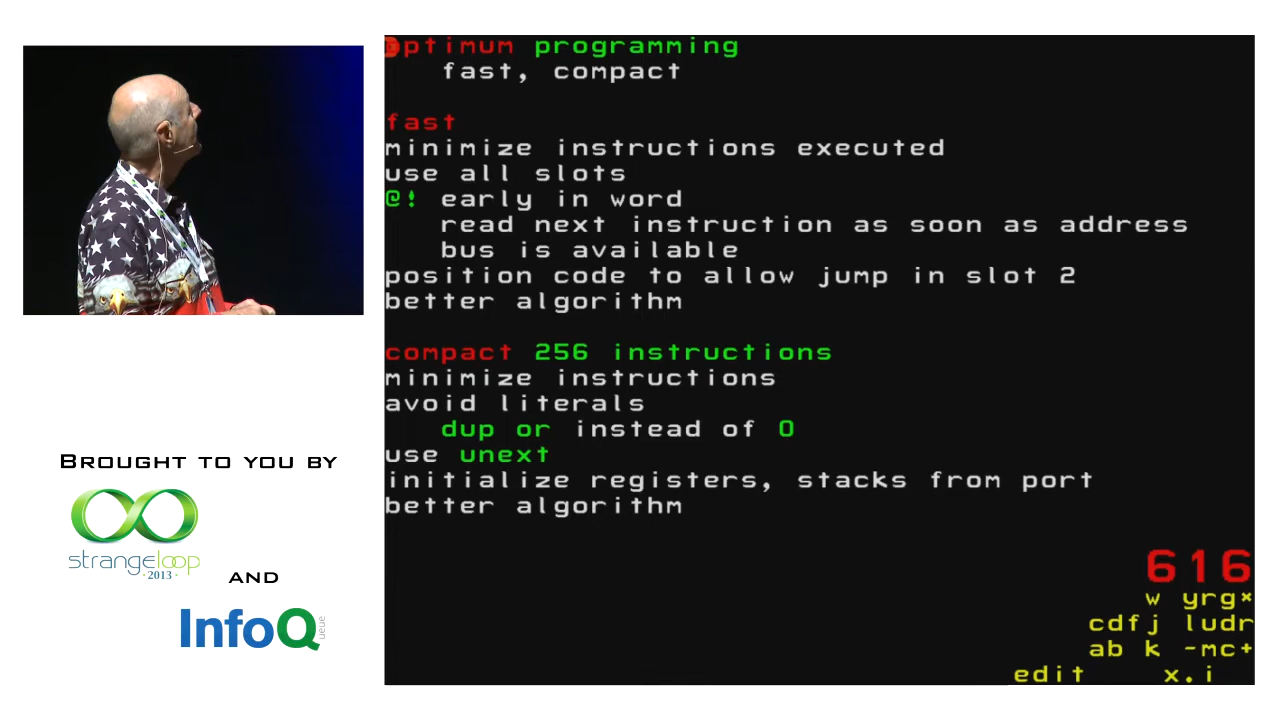 optimum programming
fast, compact
fast
minimize instructions executed
use all slots
@! early in word
read next instruction as soon as address
bus is available
position code to allow jump in slot 2
better algorithm
compact 256 instructions
minimize instructions
avoid literals
dup or instead of 0
use unext
initialize registers, stacks from port
better algorithm
616
w yrg*
cdfj ludr
ab k -mc+
edit x.i
BROUGHT TO YOU BY
strangeloop
·2013·
AND
InfoQ
ueue